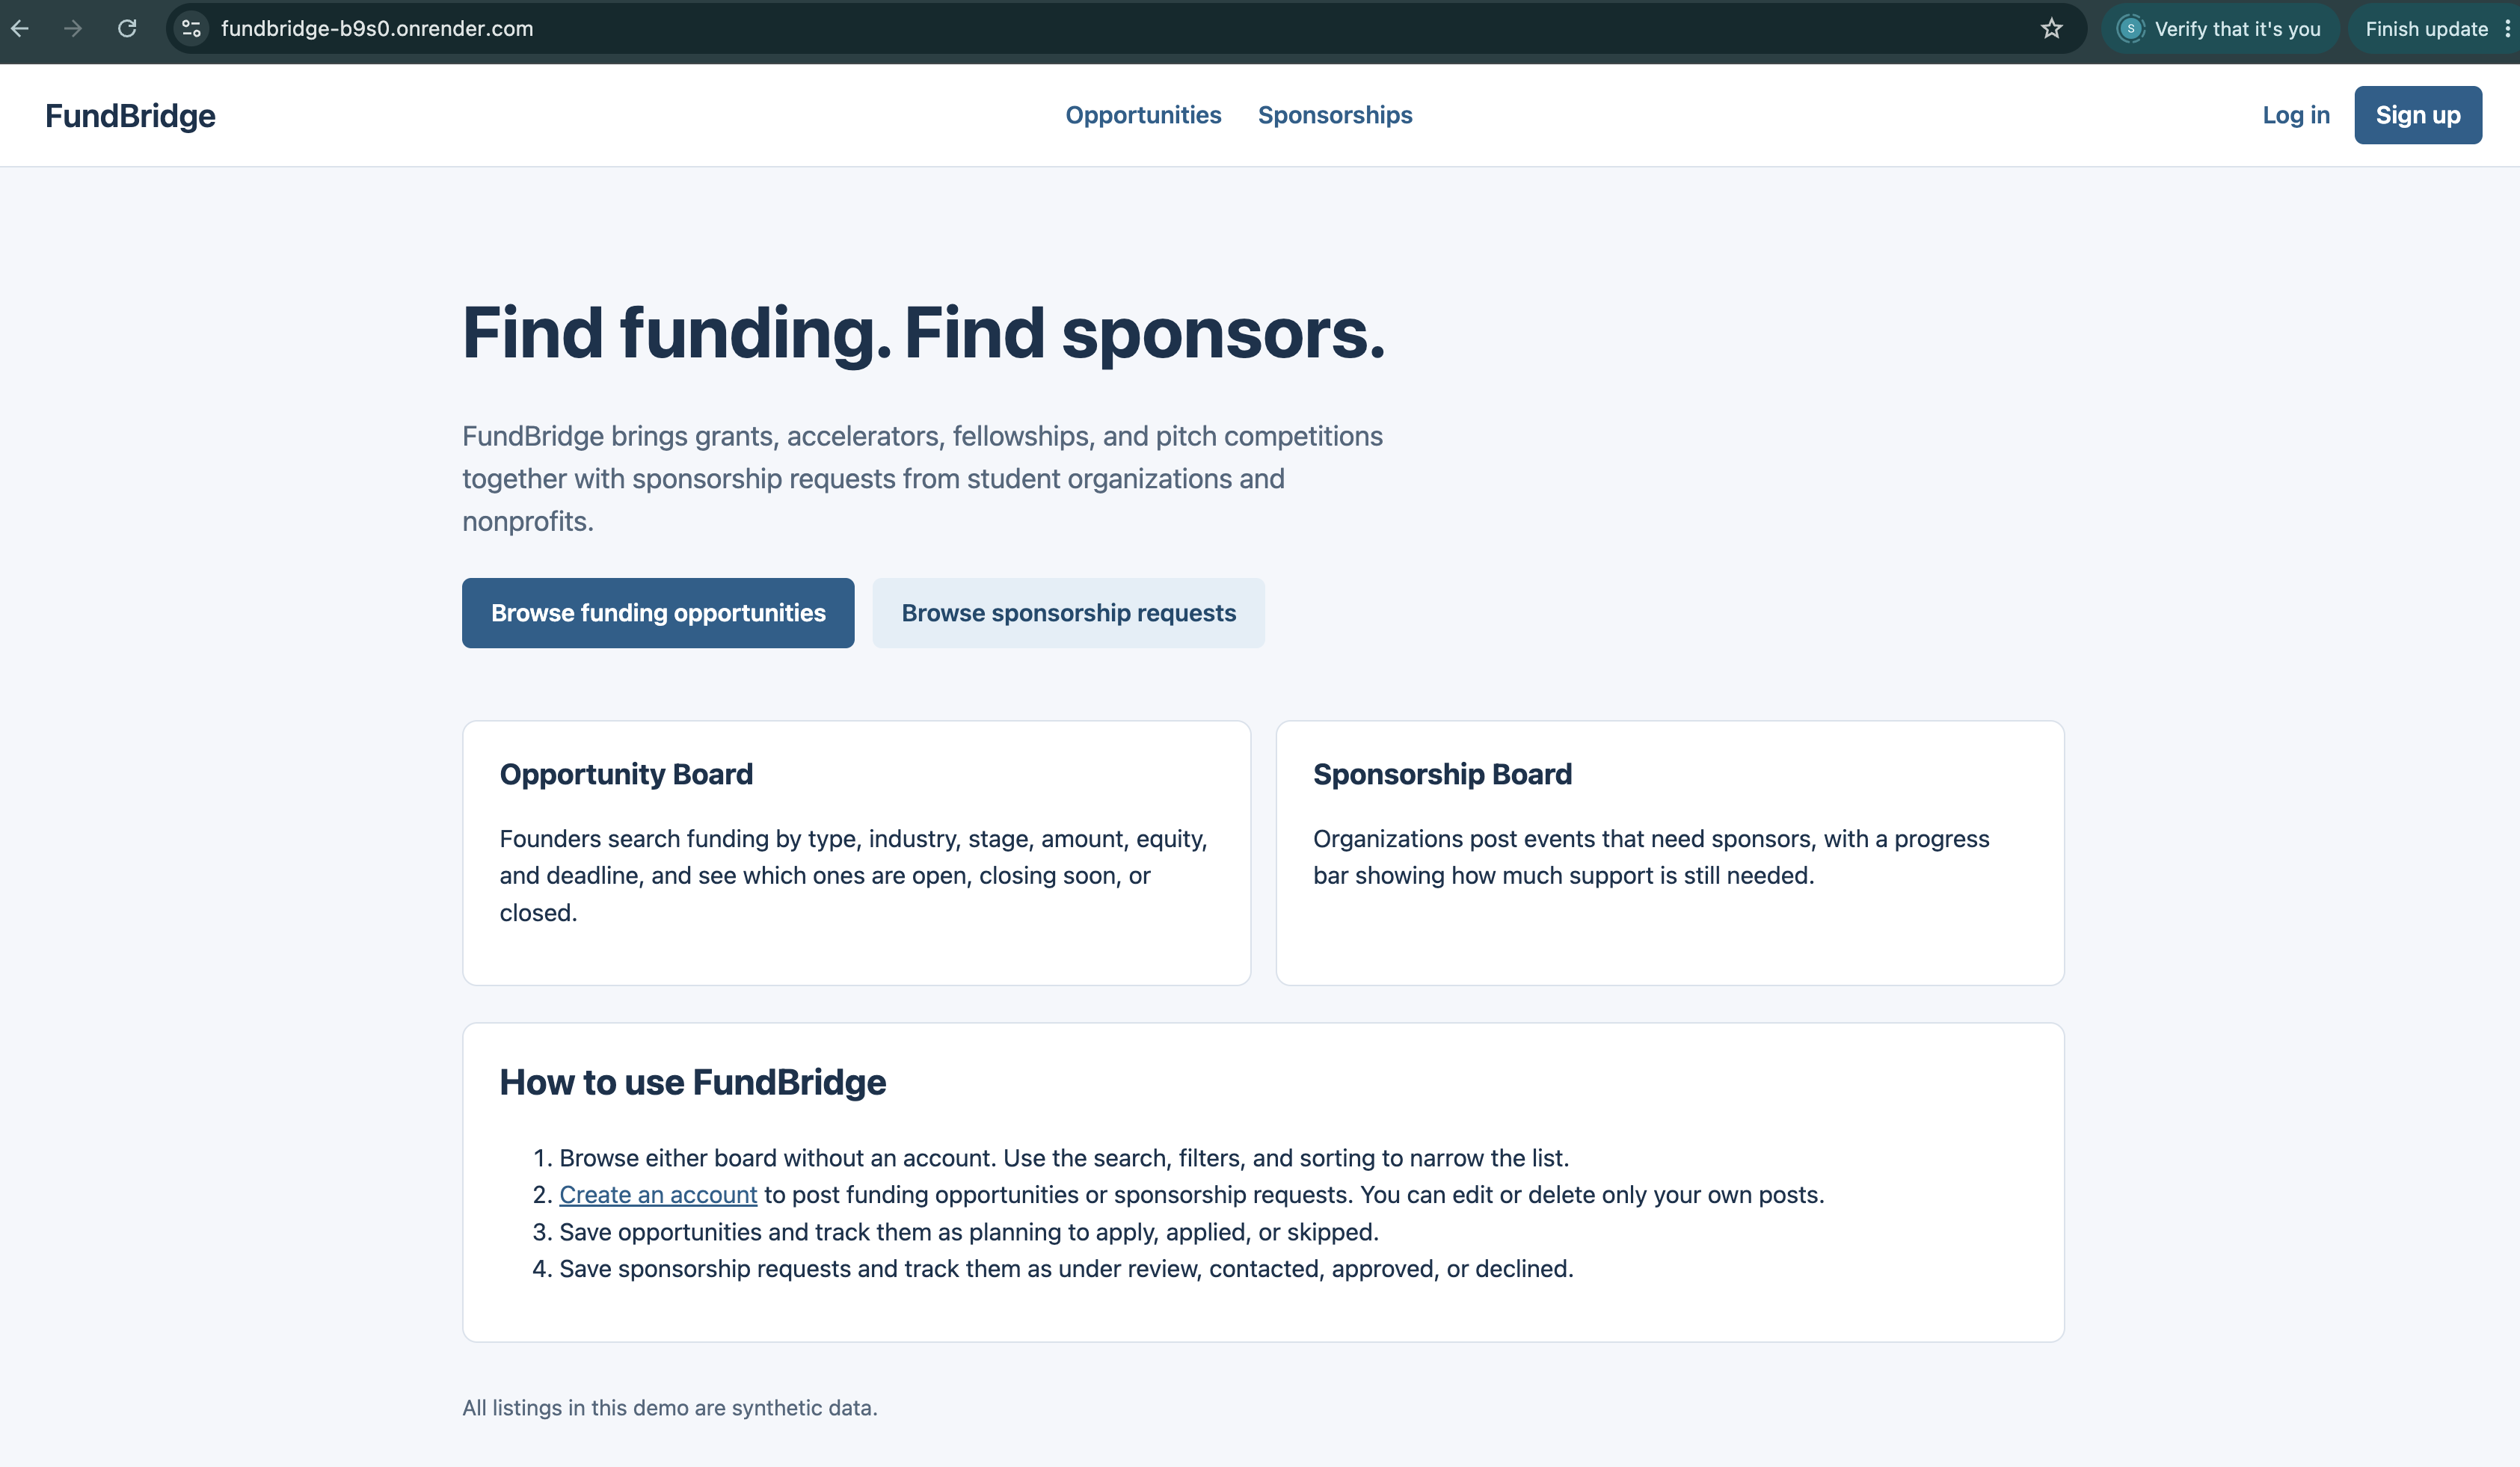 fundbridge-b9s0.onrender.com
S
Verify that it's you
Finish update
FundBridge
Opportunities
Sponsorships
Log in
Sign up
Find funding. Find sponsors.
FundBridge brings grants, accelerators, fellowships, and pitch competitions
together with sponsorship requests from student organizations and
nonprofits.
Browse funding opportunities
Browse sponsorship requests
Opportunity Board
Founders search funding by type, industry, stage, amount, equity,
and deadline, and see which ones are open, closing soon, or
closed.
Sponsorship Board
Organizations post events that need sponsors, with a progress
bar showing how much support is still needed.
How to use FundBridge
1. Browse either board without an account. Use the search, filters, and sorting to narrow the list.
2. Create an account to post funding opportunities or sponsorship requests. You can edit or delete only your own posts.
3. Save opportunities and track them as planning to apply, applied, or skipped.
4. Save sponsorship requests and track them as under review, contacted, approved, or declined.
All listings in this demo are synthetic data.